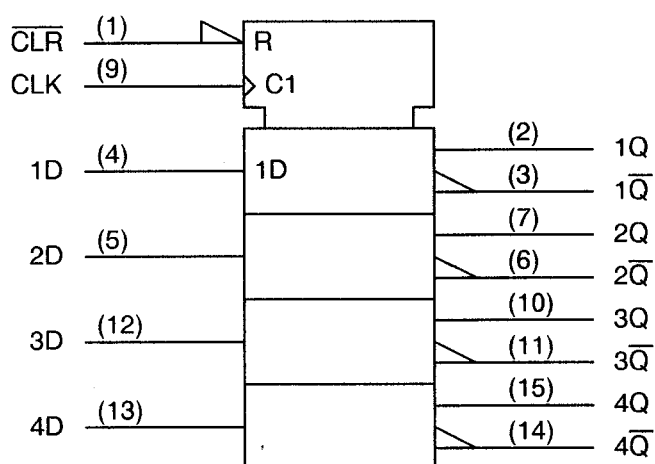 C̅L̅R̅ (1) R
CLK (9) C1
(2) 1Q
1D (4) 1D
(3) 1Q̅
(7) 2Q
2D (5)
(6) 2Q̅
(10) 3Q
3D (12)
(11) 3Q̅
(15) 4Q
4D (13)
(14) 4Q̅